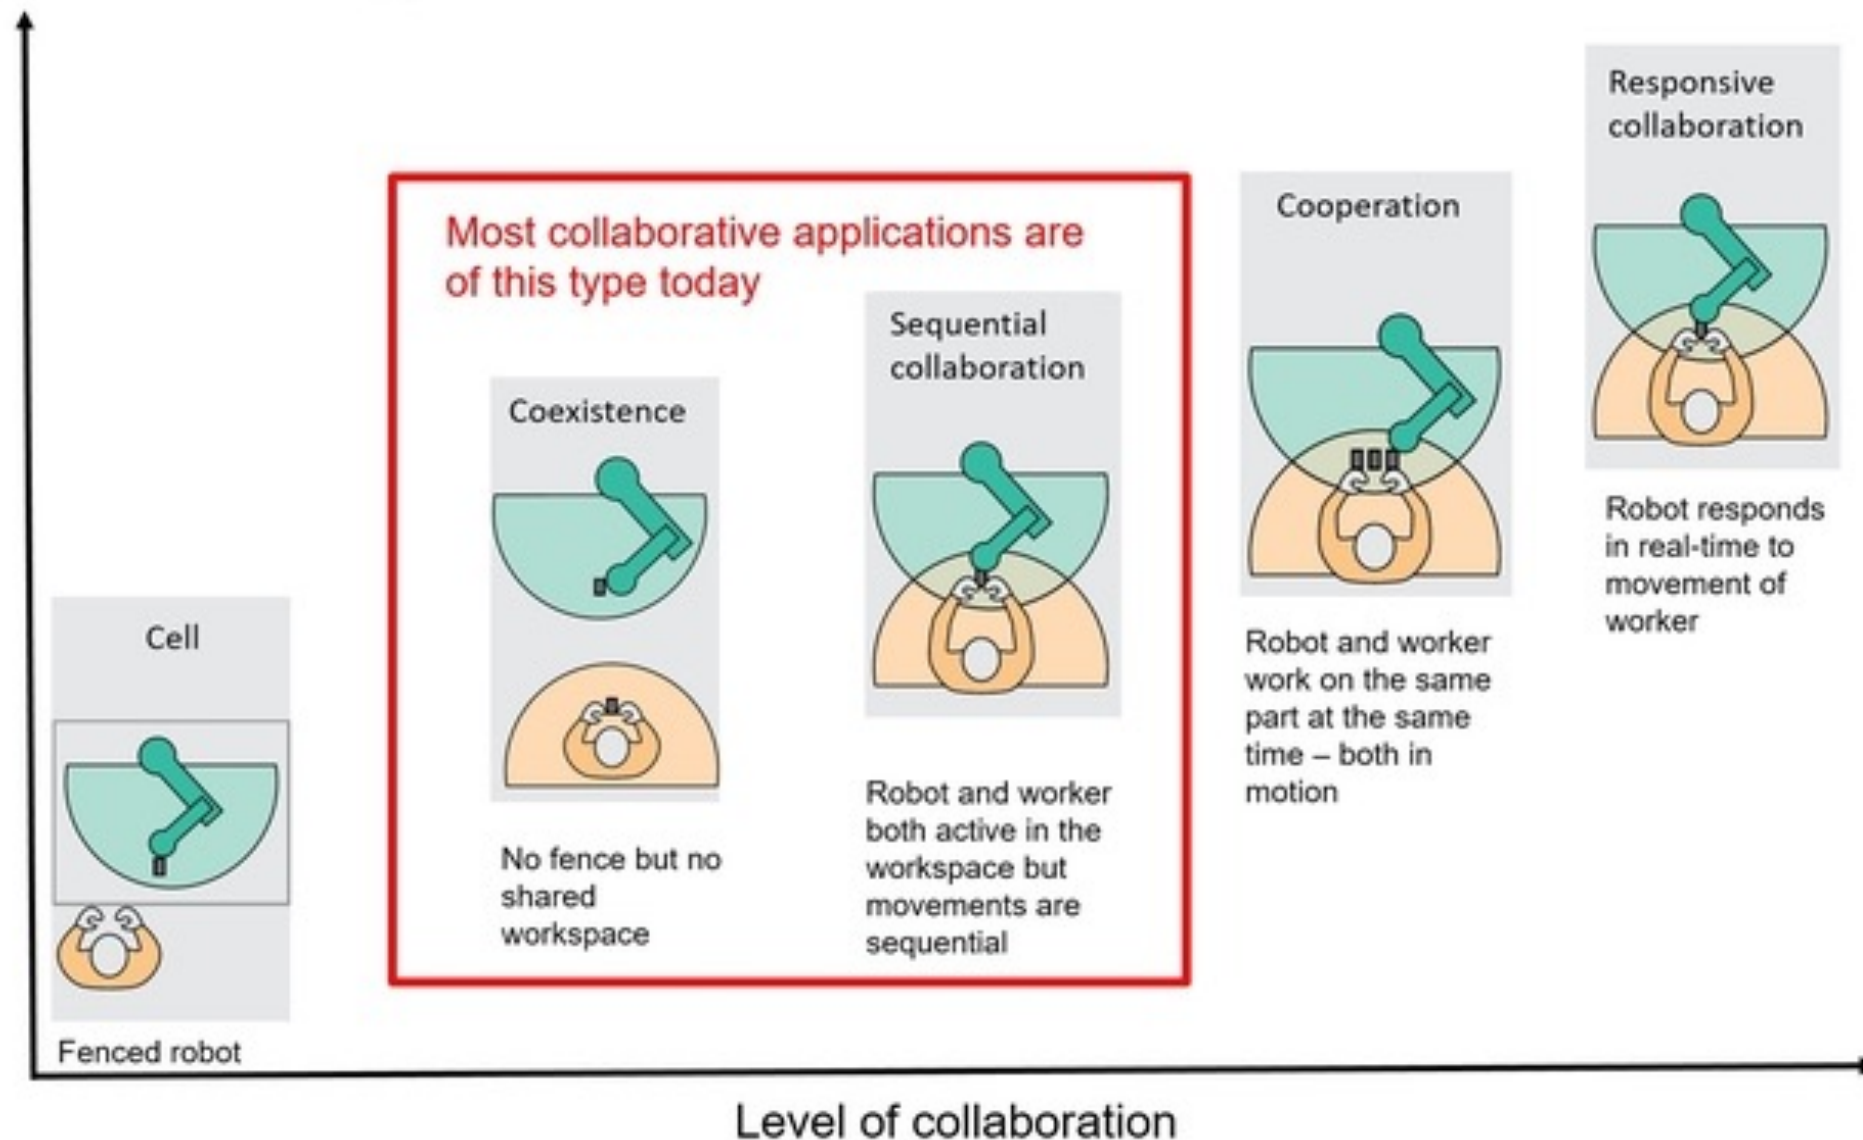 Cell
Fenced robot
Most collaborative applications are
of this type today
Coexistence
No fence but no
shared
workspace
Sequential
collaboration
Robot and worker
both active in the
workspace but
movements are
sequential
Cooperation
Robot and worker
work on the same
part at the same
time – both in
motion
Responsive
collaboration
Robot responds
in real-time to
movement of
worker
Level of collaboration